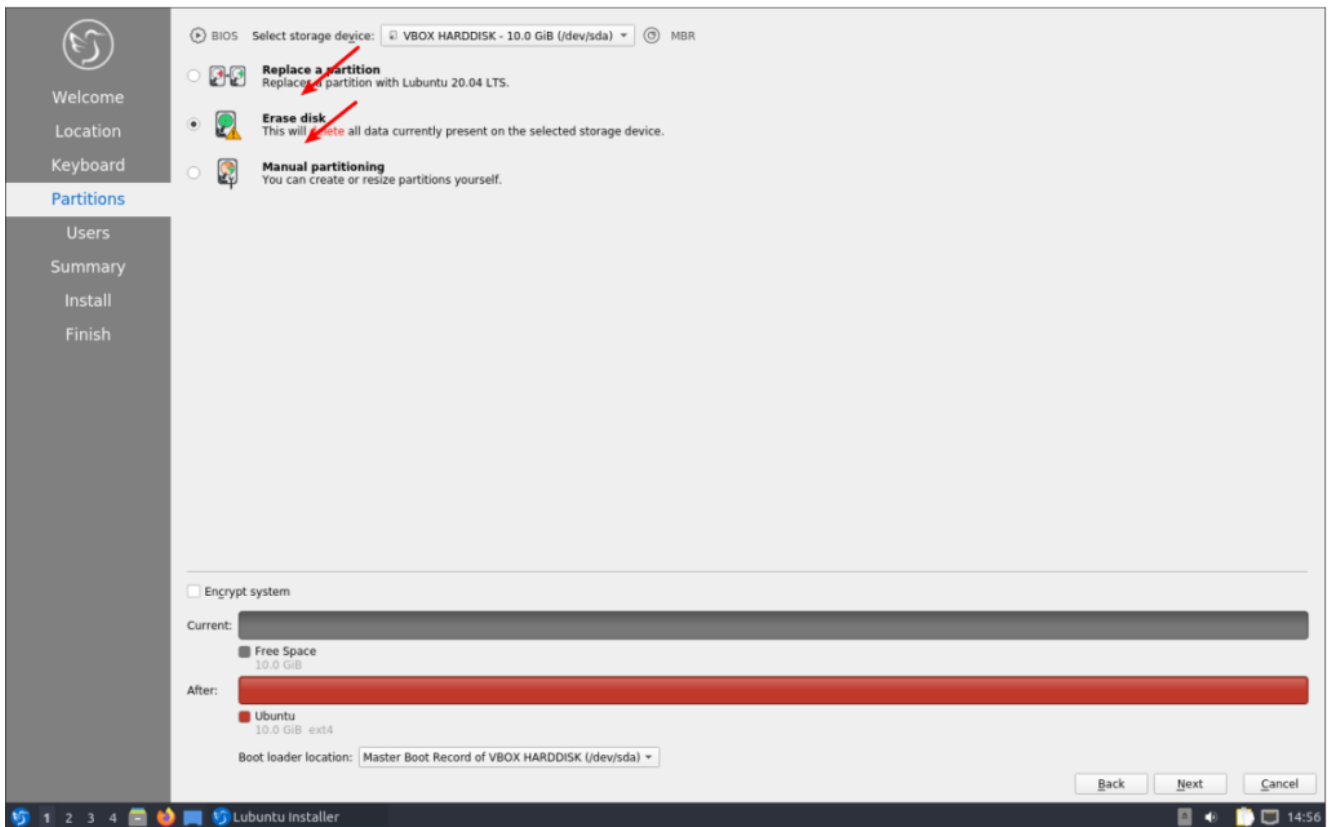 BIOS Select storage device: VBOX HARDDISK - 10.0 GiB (/dev/sda) MBR
Replace a partition
Replaces a partition with Lubuntu 20.04 LTS.
Erase disk
This will delete all data currently present on the selected storage device.
Manual partitioning
You can create or resize partitions yourself.
Welcome
Location
Keyboard
Partitions
Users
Summary
Install
Finish
Encrypt system
Current:
Free Space
10.0 GiB
After:
Ubuntu
10.0 GiB ext4
Boot loader location: Master Boot Record of VBOX HARDDISK (/dev/sda)
Back Next Cancel
1 2 3 4 Lubuntu Installer 14:56